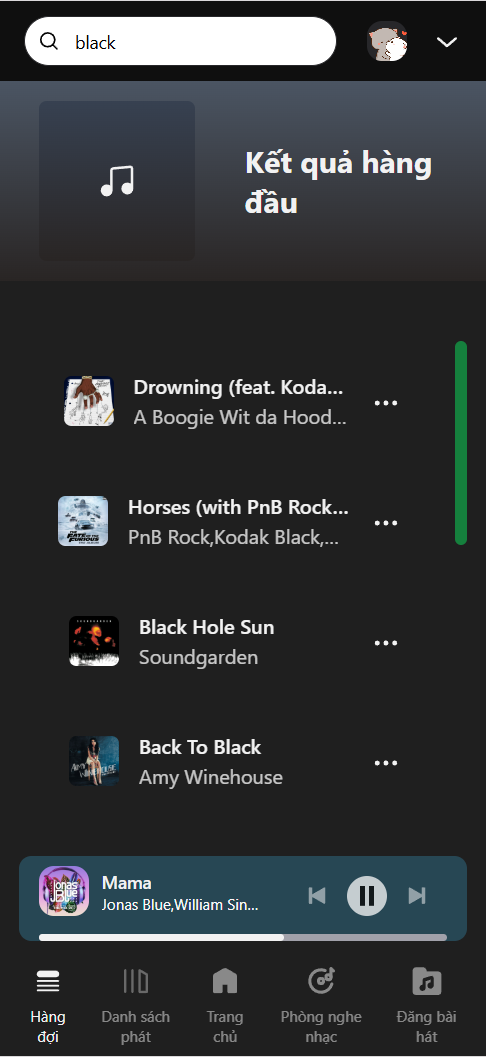 black
Kết quả hàng
đầu
Drowning (feat. Koda...
A Boogie Wit da Hood...
Horses (with PnB Rock...
PnB Rock,Kodak Black,...
Black Hole Sun
Soundgarden
Back To Black
Amy Winehouse
Mama
Jonas Blue,William Sin...
Hàng
đợi
Danh sách
phát
Trang
chủ
Phòng nghe
nhạc
Đăng bài
hát